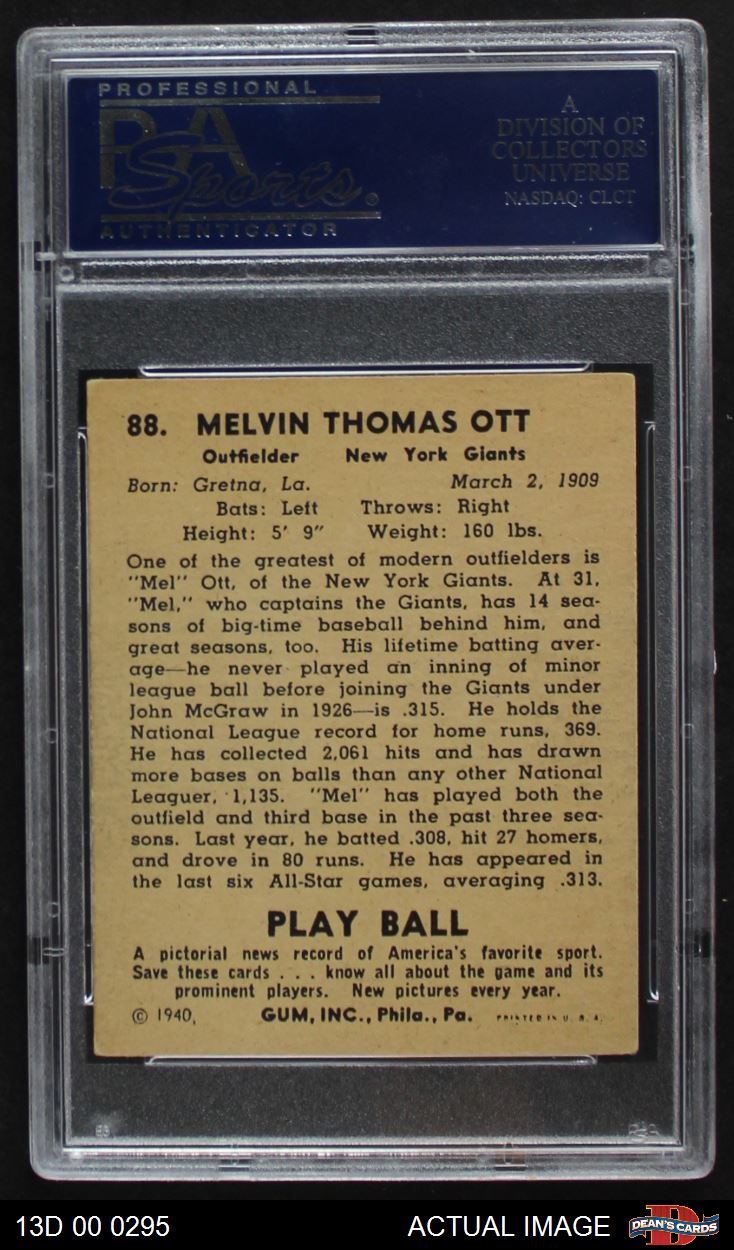 PROFESSIONAL
PSA
Sports
AUTHENTICATOR
A
DIVISION OF
COLLECTORS
UNIVERSE
NASDAQ: CLCT
88. MELVIN THOMAS OTT
Outfielder New York Giants
Born: Gretna, La. March 2, 1909
Bats: Left Throws: Right
Height: 5' 9" Weight: 160 lbs.
One of the greatest of modern outfielders is
"Mel" Ott, of the New York Giants. At 31,
"Mel," who captains the Giants, has 14 sea-
sons of big-time baseball behind him, and
great seasons, too. His lifetime batting aver-
age—he never played an inning of minor
league ball before joining the Giants under
John McGraw in 1926—is .315. He holds the
National League record for home runs, 369.
He has collected 2,061 hits and has drawn
more bases on balls than any other National
Leaguer, 1,135. "Mel" has played both the
outfield and third base in the past three sea-
sons. Last year, he batted .308, hit 27 homers,
and drove in 80 runs. He has appeared in
the last six All-Star games, averaging .313.
PLAY BALL
A pictorial news record of America's favorite sport.
Save these cards . . . know all about the game and its
prominent players. New pictures every year.
© 1940, GUM, INC., Phila., Pa. PRINTED IN U. S. A.
13D 00 0295 ACTUAL IMAGE
D
DEAN'S CARDS